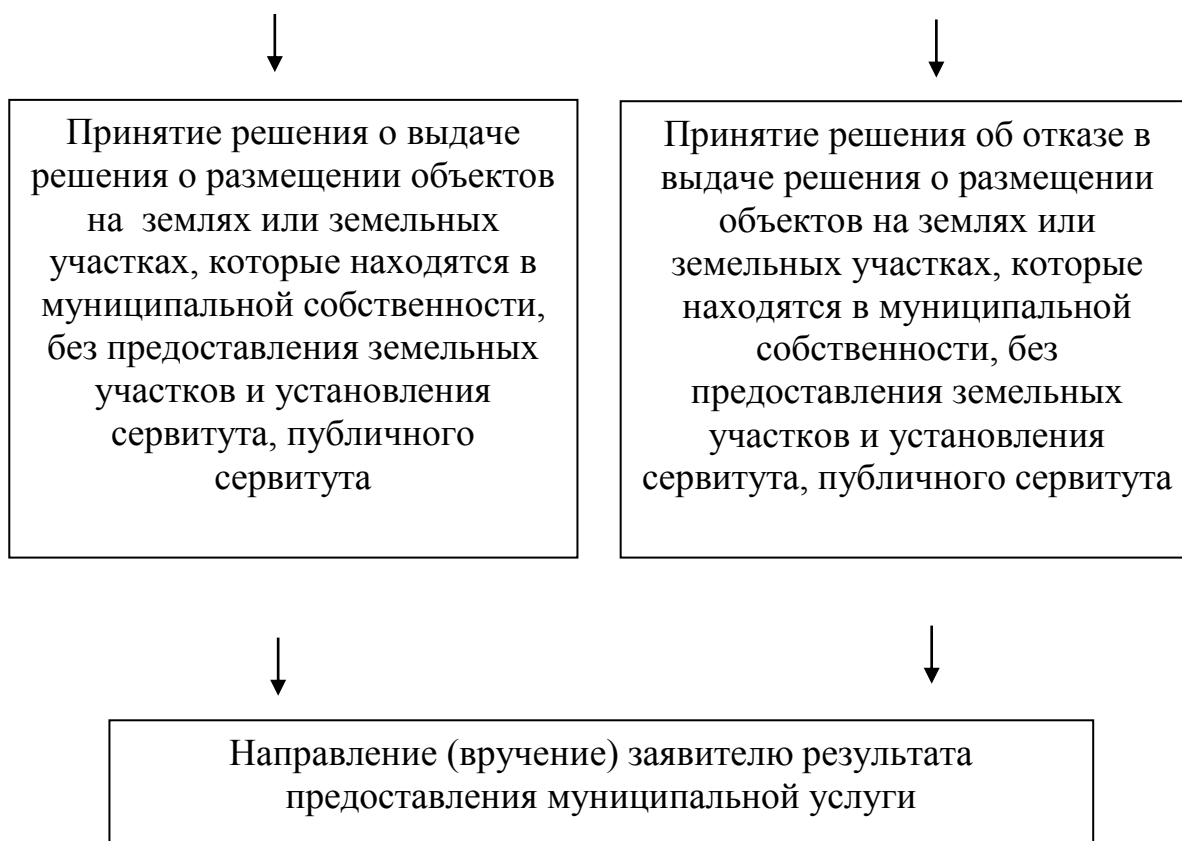 Принятие решения о выдаче
решения о размещении объектов
на землях или земельных
участках, которые находятся в
муниципальной собственности,
без предоставления земельных
участков и установления
сервитута, публичного
сервитута
Принятие решения об отказе в
выдаче решения о размещении
объектов на землях или
земельных участках, которые
находятся в муниципальной
собственности, без
предоставления земельных
участков и установления
сервитута, публичного сервитута
Направление (вручение) заявителю результата
предоставления муниципальной услуги